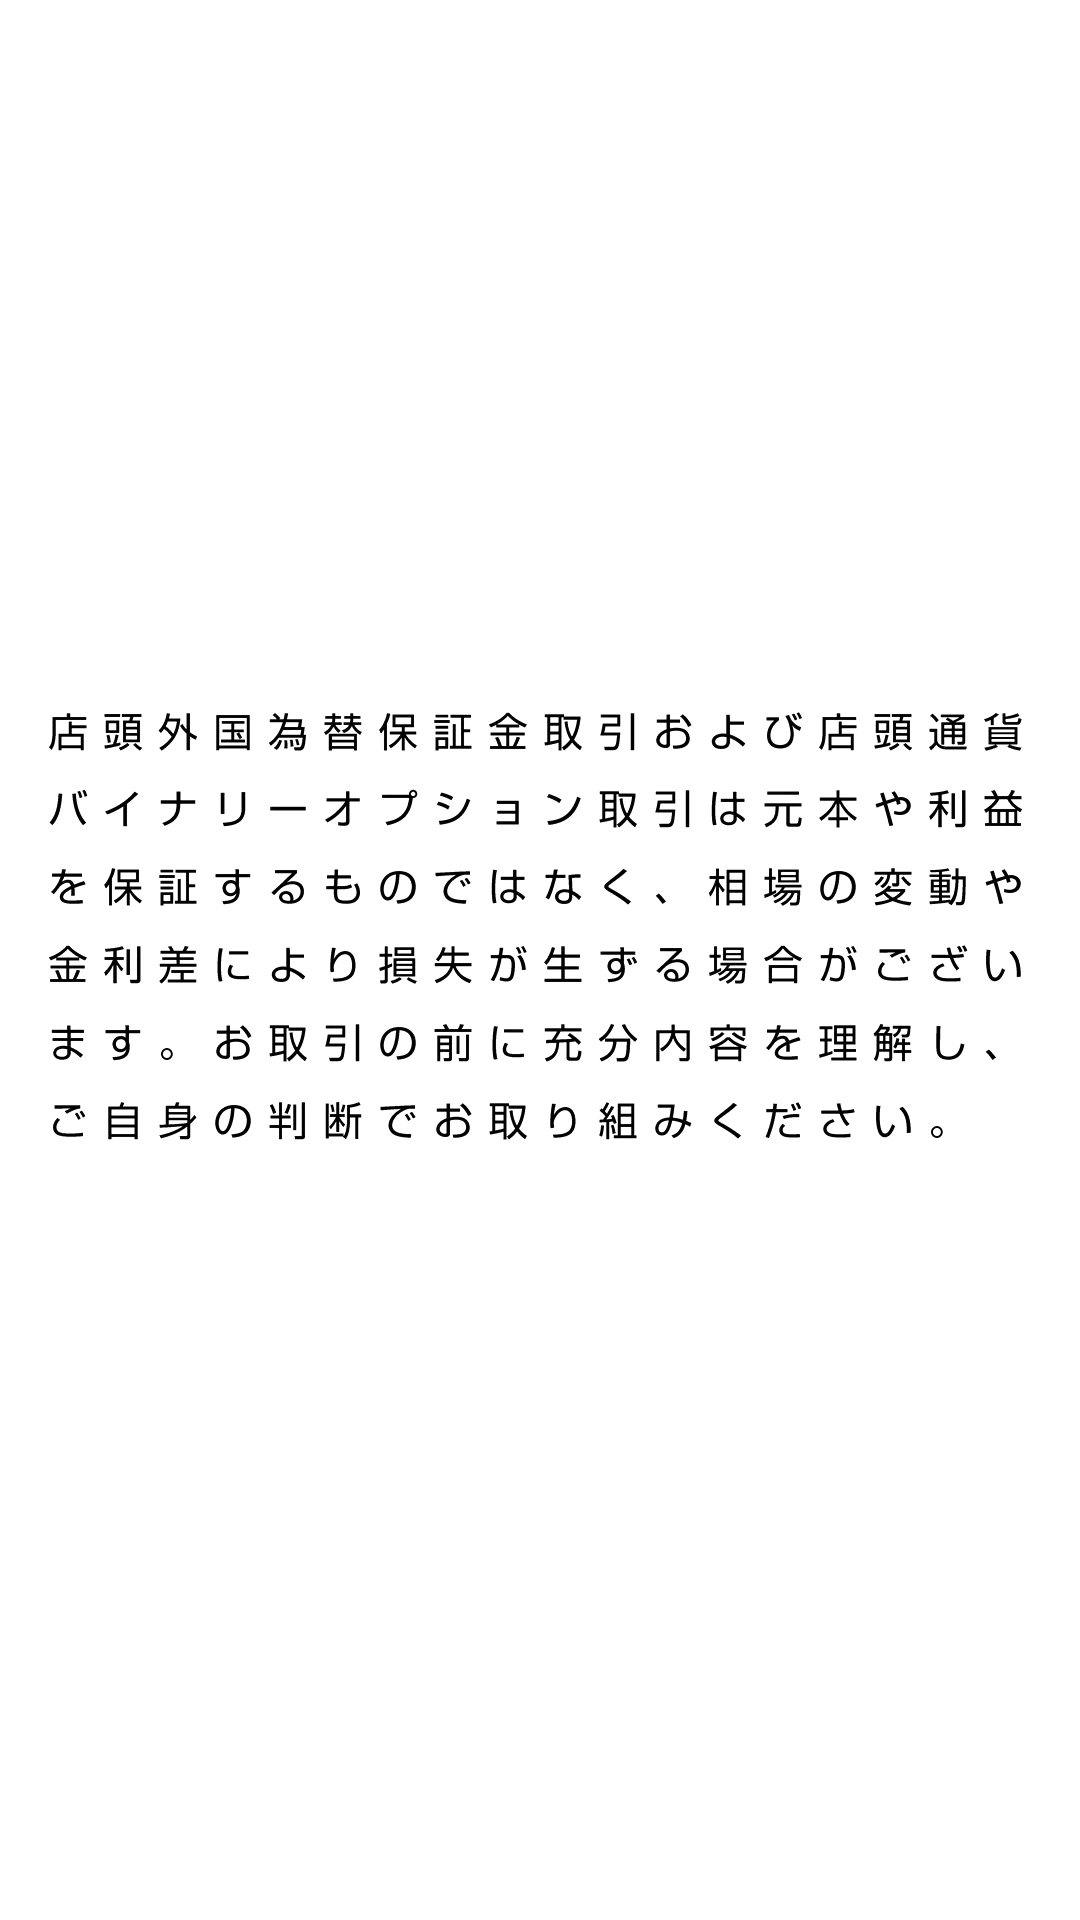 店頭外国為替保証金取引および店頭通貨
バイナリーオプション取引は元本や利益
を保証するものではなく、相場の変動や
金利差により損失が生ずる場合がござい
ます。お取引の前に充分内容を理解し、
ご自身の判断でお取り組みください。